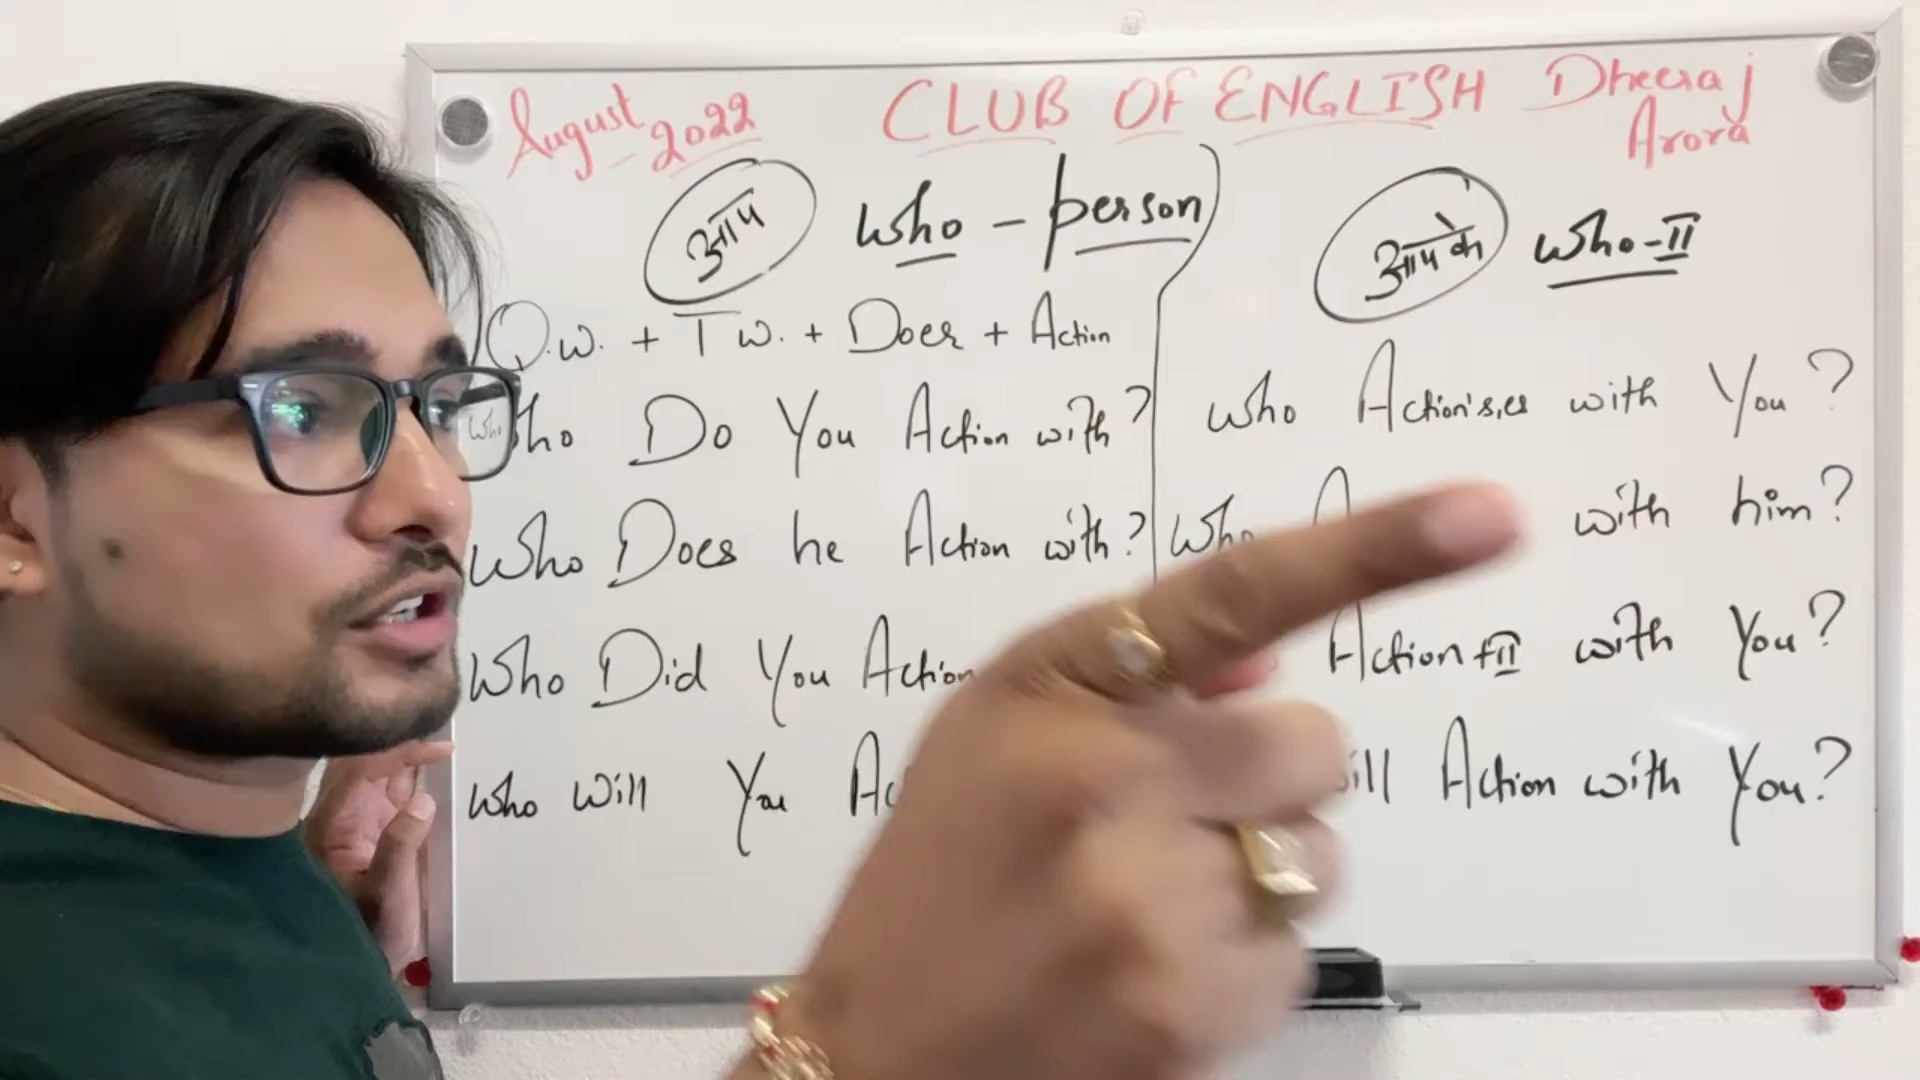 August 2022 CLUB OF ENGLISH Dheeraj Arora
आप Who - person
Q.W. + T W. + Doer + Action
Who Do You Action with?
Who Does he Action with?
Who Did You Action
Who Will You
आपके Who-II
Who Action's,es with You?
Who with him?
Action+II with You?
will Action with You?